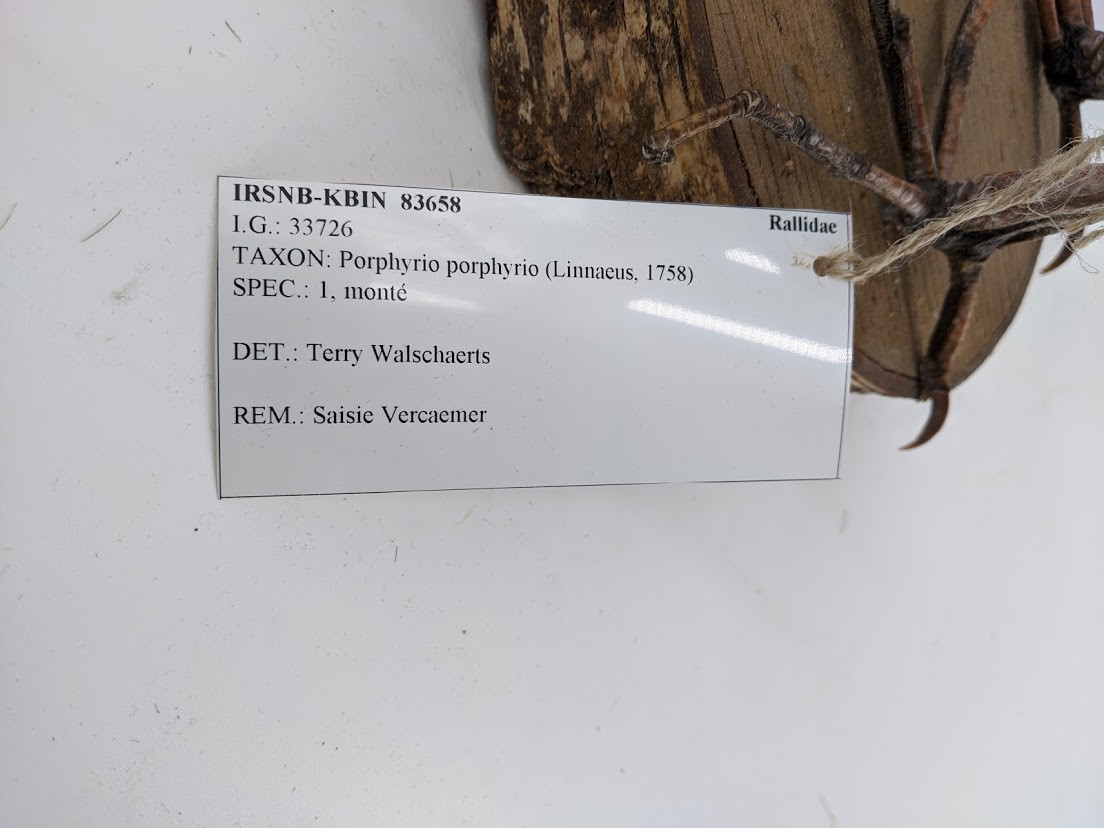 IRSNB-KBIN 83658
Rallidae
I.G.: 33726
TAXON: Porphyrio porphyrio (Linnaeus, 1758)
SPEC.: 1, monté
DET.: Terry Walschaerts
REM.: Saisie Vercaemer